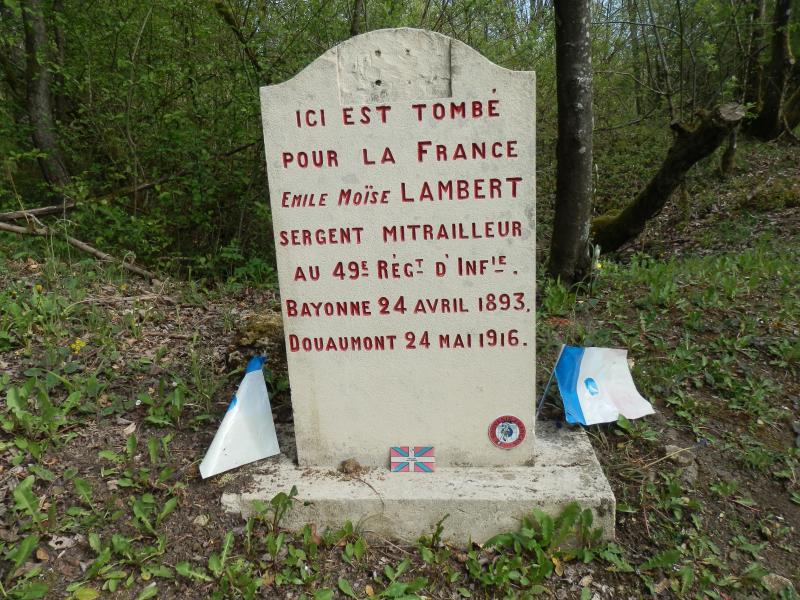 ICI EST TOMBÉ
POUR LA FRANCE
EMILE MOÏSE LAMBERT
SERGENT MITRAILLEUR
AU 49E RÉGT D'INFIE.
BAYONNE 24 AVRIL 1893.
DOUAUMONT 24 MAI 1916.